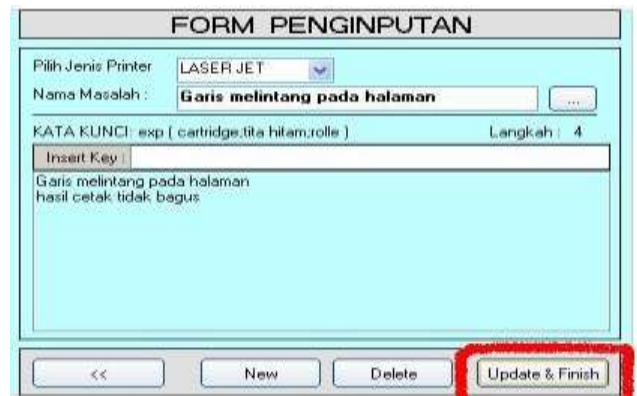 FORM PENGINPUTAN
Pilih Jenis Printer LASER JET
Nama Masalah : Garis melintang pada halaman ...
KATA KUNCI: exp ( cartridge;tita hitam;rolle ) Langkah : 4
Insert Key :
Garis melintang pada halaman
hasil cetak tidak bagus
<< New Delete Update & Finish